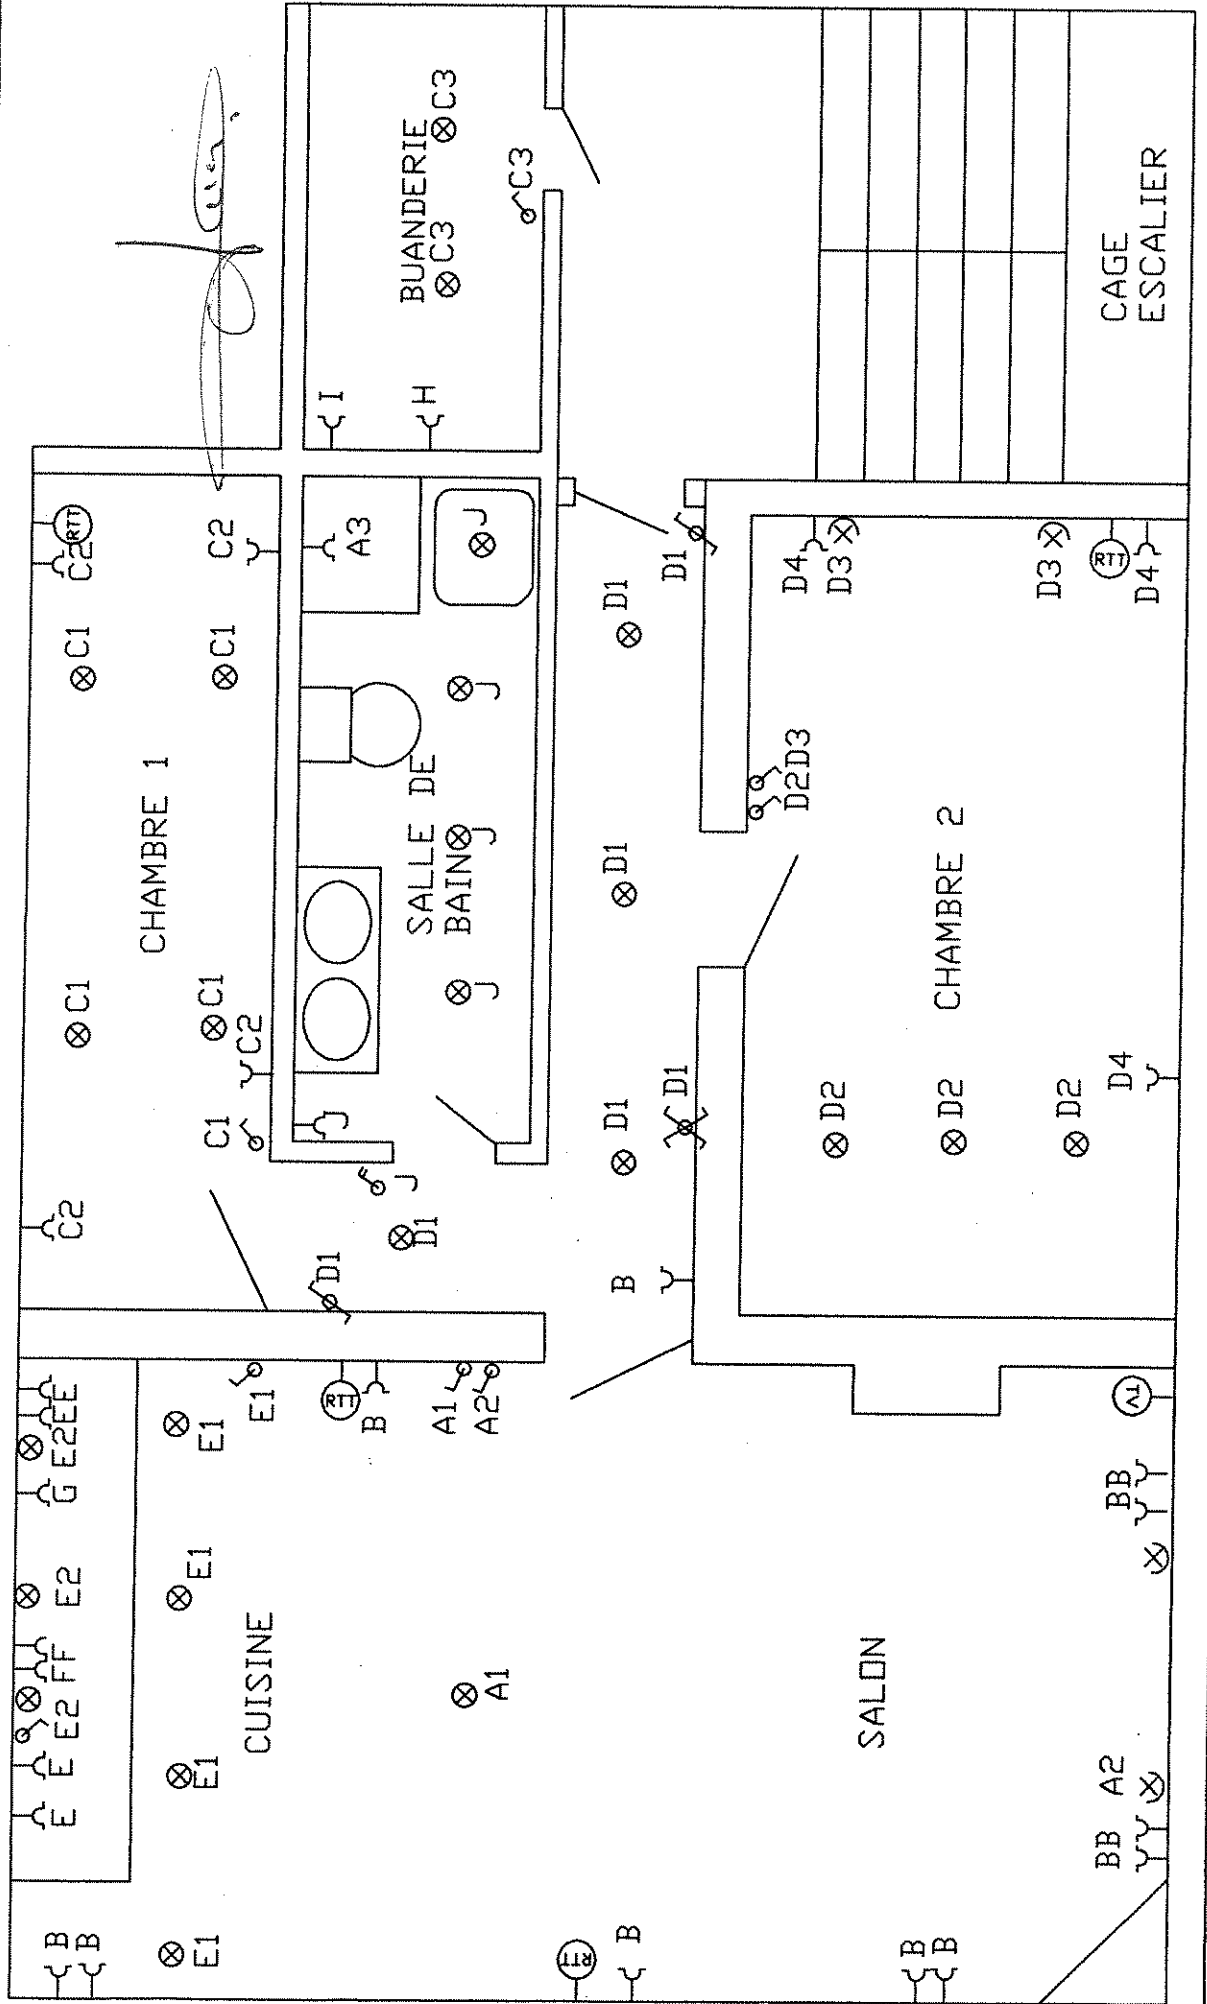 B
B
E
E
E2
FF
E2
G
E2EE
C2
C2
RTT
C1
C1
CHAMBRE 1
E1
E1
E1
E1
C1
C1
C1
C2
CUISINE
E1
C2
D1
J
A3
I
RTT
B
J
D1
SALLE DE
BAIN
BUANDERIE
H
C3
C3
A1
A2
A1
J
J
J
J
C3
RTT
B
B
D1
D1
D1
D1
D1
D2D3
D4
D3
D2
SALON
B
B
CHAMBRE 2
D2
D3
D2
RTT
BB
A2
BB
TV
D4
D4
CAGE
ESCALIER